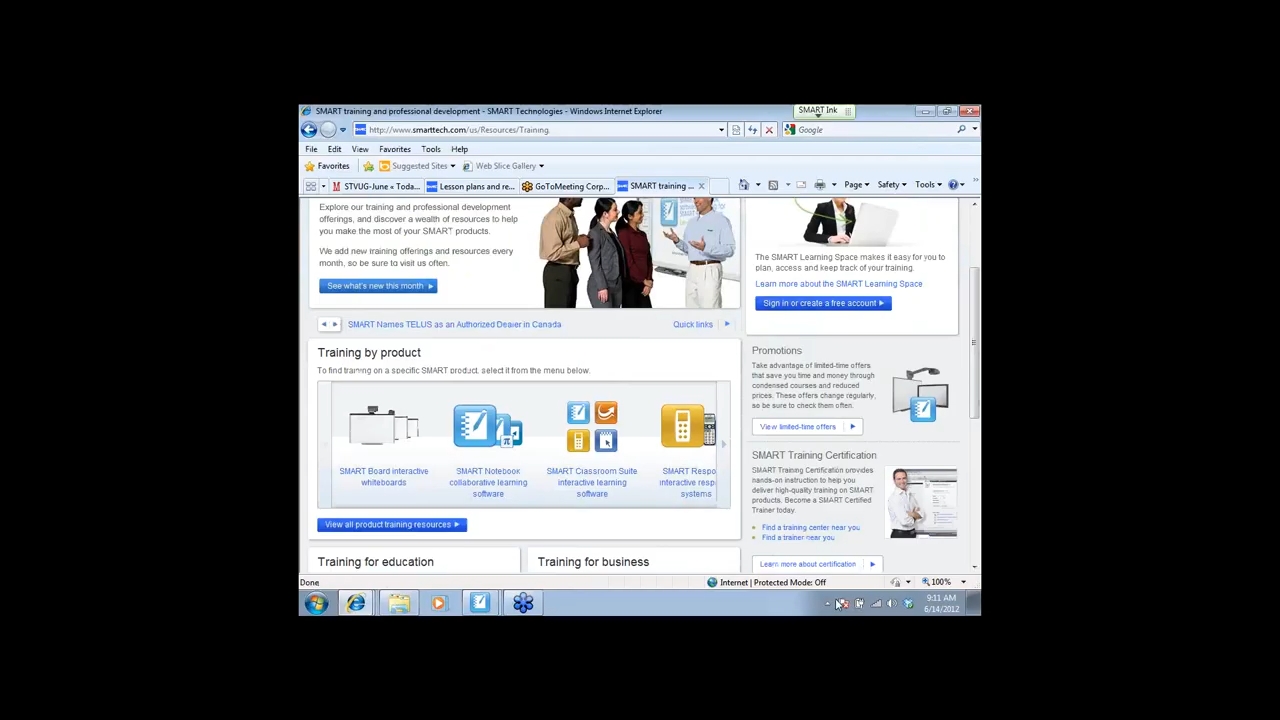 SMART training and professional development - SMART Technologies - Windows Internet Explorer
SMART Ink
http://www.smarttech.com/us/Resources/Training
Google
File Edit View Favorites Tools Help
Favorites Suggested Sites Web Slice Gallery
STVUG-June « Toda... Lesson plans and re... GoToMeeting Corp... SMART training ... Page Safety Tools
Explore our training and professional development
offerings, and discover a wealth of resources to help
you make the most of your SMART products.
We add new training offerings and resources every
month, so be sure to visit us often.
See what's new this month
The SMART Learning Space makes it easy for you to
plan, access and keep track of your training.
Learn more about the SMART Learning Space
Sign in or create a free account
SMART Names TELUS as an Authorized Dealer in Canada
Quick links
Training by product
To find training on a specific SMART product, select it from the menu below.
SMART Board interactive
whiteboards
SMART Notebook
collaborative learning
software
SMART Classroom Suite
interactive learning
software
SMART Respo
interactive resp
systems
View all product training resources
Training for education
Training for business
Promotions
Take advantage of limited-time offers
that save you time and money through
condensed courses and reduced
prices. These offers change regularly,
so be sure to check them often.
View limited-time offers
SMART Training Certification
SMART Training Certification provides
hands-on instruction to help you
deliver high-quality training on SMART
products. Become a SMART Certified
Trainer today.
Find a training center near you
Find a trainer near you
Learn more about certification
Done
Internet | Protected Mode: Off
100%
9:11 AM
6/14/2012